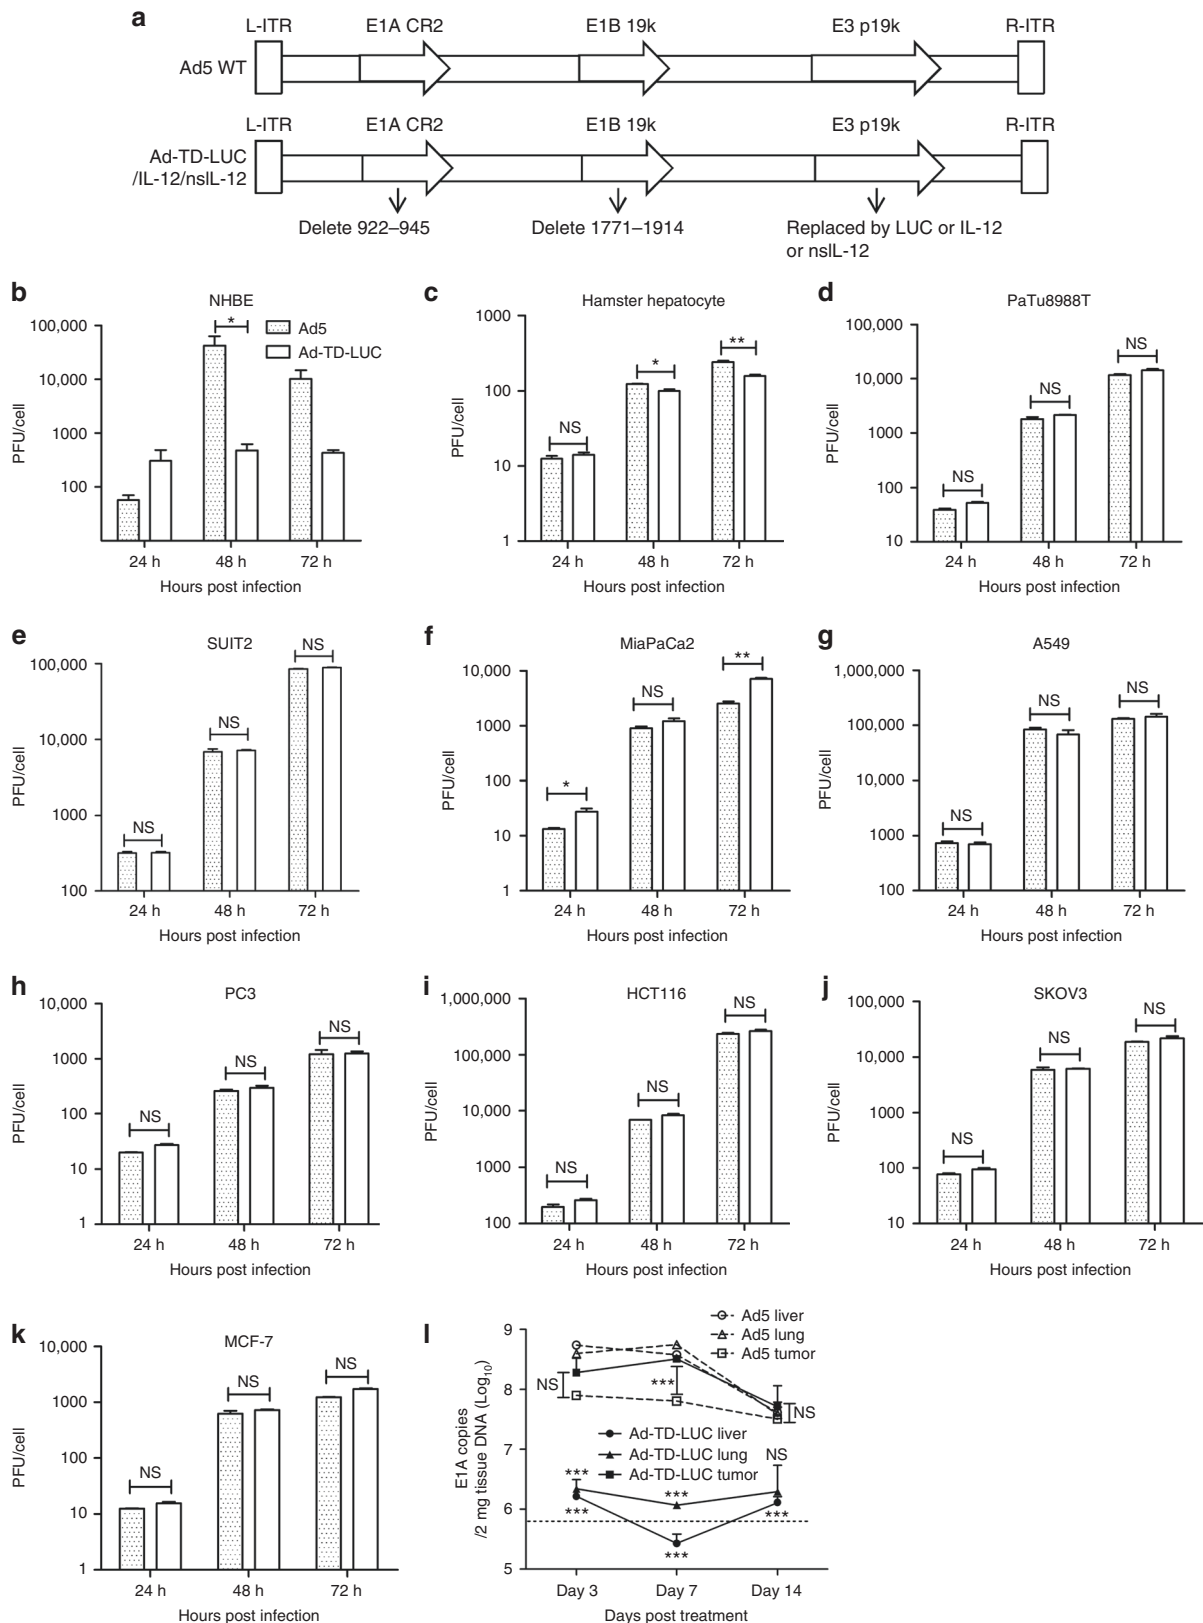 a
L-ITR E1A CR2 E1B 19k E3 p19k R-ITR
Ad5 WT
L-ITR E1A CR2 E1B 19k E3 p19k R-ITR
Ad-TD-LUC
/IL-12/nsIL-12
Delete 922–945 Delete 1771–1914 Replaced by LUC or IL-12
or nsIL-12
b
NHBE
Ad5
Ad-TD-LUC
*
PFU/cell
100,000
10,000
1000
100
24 h 48 h 72 h
Hours post infection
c
Hamster hepatocyte
NS * **
PFU/cell
1000
100
10
1
24 h 48 h 72 h
Hours post infection
d
PaTu8988T
NS NS NS
PFU/cell
100,000
10,000
1000
100
10
24 h 48 h 72 h
Hours post infection
e
SUIT2
NS NS NS
PFU/cell
100,000
10,000
1000
100
24 h 48 h 72 h
Hours post infection
f
MiaPaCa2
* NS **
PFU/cell
10,000
1000
100
10
1
24 h 48 h 72 h
Hours post infection
g
A549
NS NS NS
PFU/cell
1,000,000
100,000
10,000
1000
100
24 h 48 h 72 h
Hours post infection
h
PC3
NS NS NS
PFU/cell
10,000
1000
100
10
1
24 h 48 h 72 h
Hours post infection
i
HCT116
NS NS NS
PFU/cell
1,000,000
100,000
10,000
1000
100
24 h 48 h 72 h
Hours post infection
j
SKOV3
NS NS NS
PFU/cell
100,000
10,000
1000
100
10
24 h 48 h 72 h
Hours post infection
k
MCF-7
NS NS NS
PFU/cell
10,000
1000
100
10
1
24 h 48 h 72 h
Hours post infection
l
Ad5 liver
Ad5 lung
Ad5 tumor
NS *** NS
Ad-TD-LUC liver
Ad-TD-LUC lung
Ad-TD-LUC tumor
*** *** NS
*** *** ***
E1A copies
/2 mg tissue DNA (Log10)
9
8
7
6
5
Day 3 Day 7 Day 14
Days post treatment